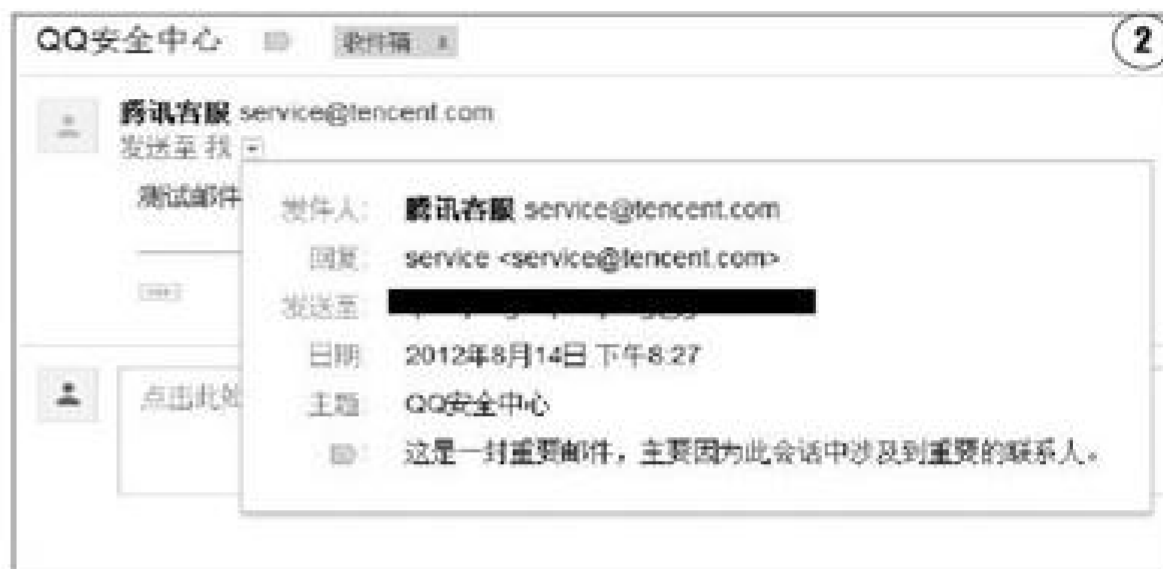 QQ安全中心 收件箱 x
2
腾讯客服 service@tencent.com
发送至 我
测试邮件
发件人: 腾讯客服 service@tencent.com
回复: service <service@tencent.com>
发送至:
日期: 2012年8月14日 下午8:27
主题: QQ安全中心
点击此处
这是一封重要邮件，主要因为此会话中涉及到重要的联系人。